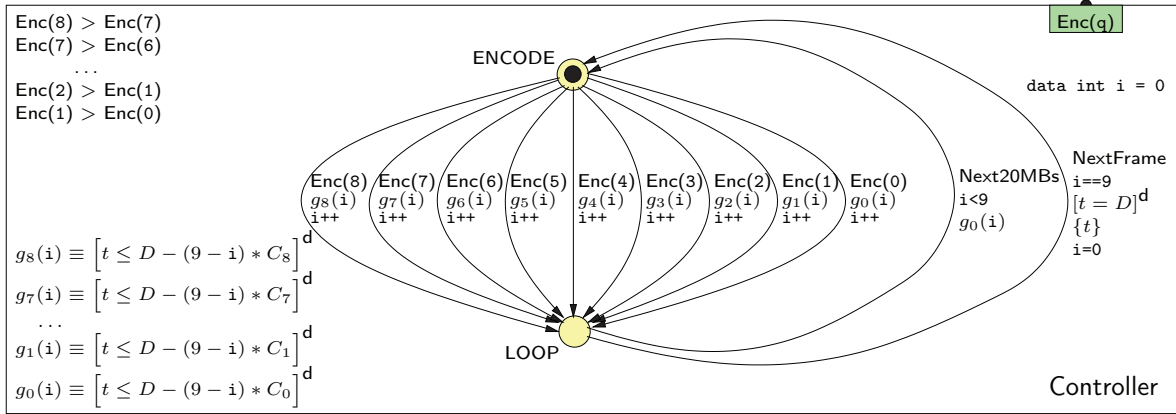 Enc(8) > Enc(7)
Enc(7) > Enc(6)
...
Enc(2) > Enc(1)
Enc(1) > Enc(0)
ENCODE
Enc(q)
data int i = 0
Enc(8)
g₈(i)
i++
Enc(7)
g₇(i)
i++
Enc(6)
g₆(i)
i++
Enc(5)
g₅(i)
i++
Enc(4)
g₄(i)
i++
Enc(3)
g₃(i)
i++
Enc(2)
g₂(i)
i++
Enc(1)
g₁(i)
i++
Enc(0)
g₀(i)
i++
Next20MBs
i<9
g₀(i)
NextFrame
i==9
[t = D]ᵈ
{t}
i=0
g₈(i) ≡ [t ≤ D − (9 − i) ∗ C₈]ᵈ
g₇(i) ≡ [t ≤ D − (9 − i) ∗ C₇]ᵈ
...
g₁(i) ≡ [t ≤ D − (9 − i) ∗ C₁]ᵈ
g₀(i) ≡ [t ≤ D − (9 − i) ∗ C₀]ᵈ
LOOP
Controller